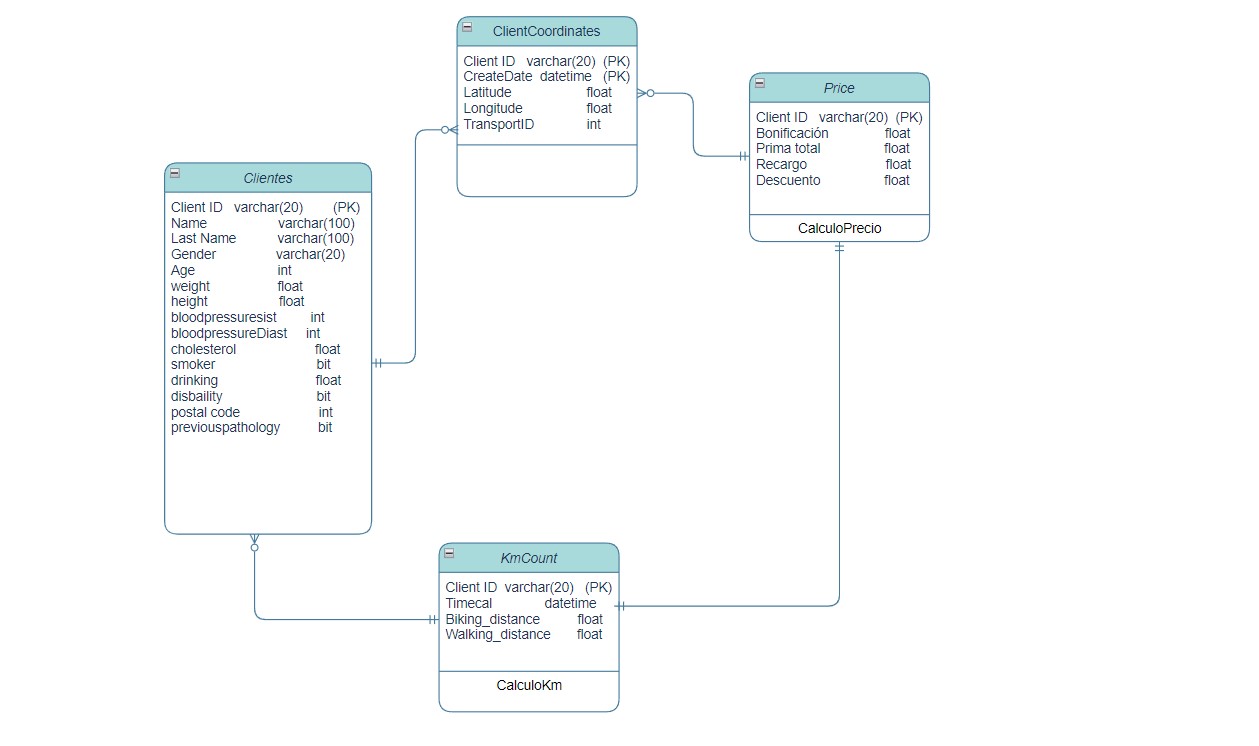 ClientCoordinates
Client ID varchar(20) (PK)
CreateDate datetime (PK)
Latitude float
Longitude float
TransportID int
Price
Client ID varchar(20) (PK)
Bonificación float
Prima total float
Recargo float
Descuento float
CalculoPrecio
Clientes
Client ID varchar(20) (PK)
Name varchar(100)
Last Name varchar(100)
Gender varchar(20)
Age int
weight float
height float
bloodpressuresist int
bloodpressureDiast int
cholesterol float
smoker bit
drinking float
disbaility bit
postal code int
previouspathology bit
KmCount
Client ID varchar(20) (PK)
Timecal datetime
Biking_distance float
Walking_distance float
CalculoKm